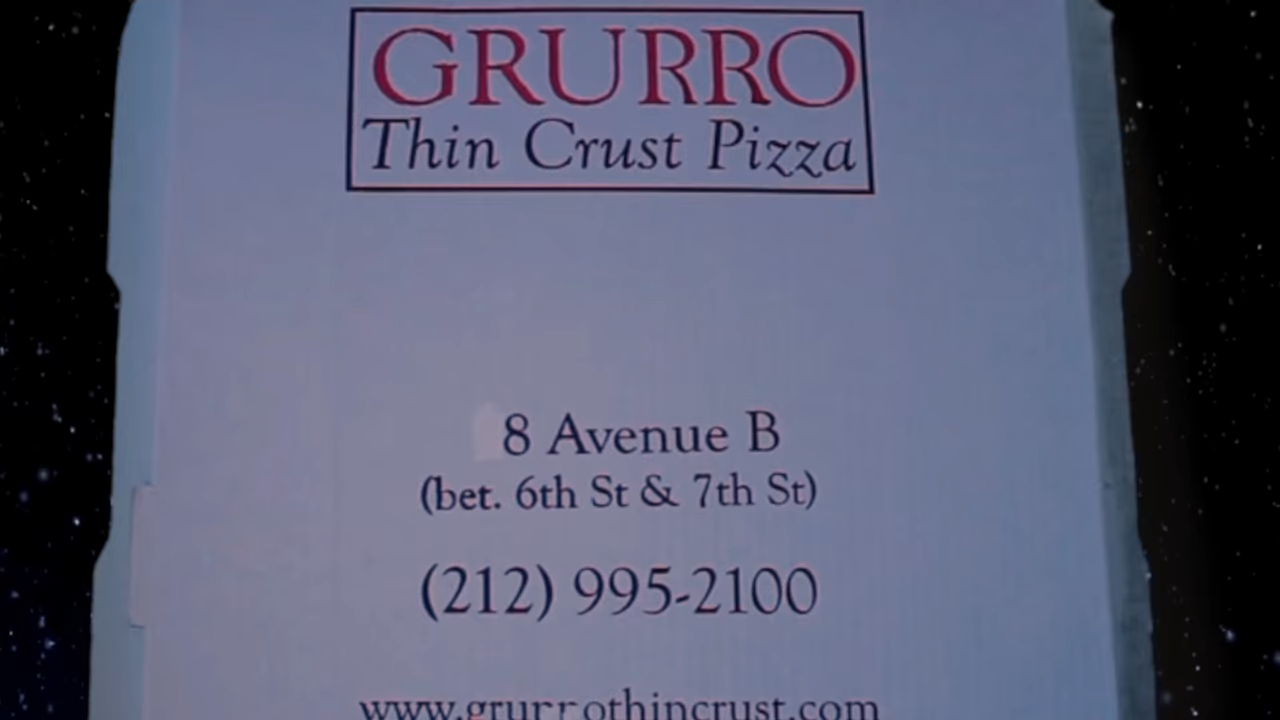 GRURRO
Thin Crust Pizza
8 Avenue B
(bet. 6th St & 7th St)
(212) 995-2100
www.grurrothincrust.com